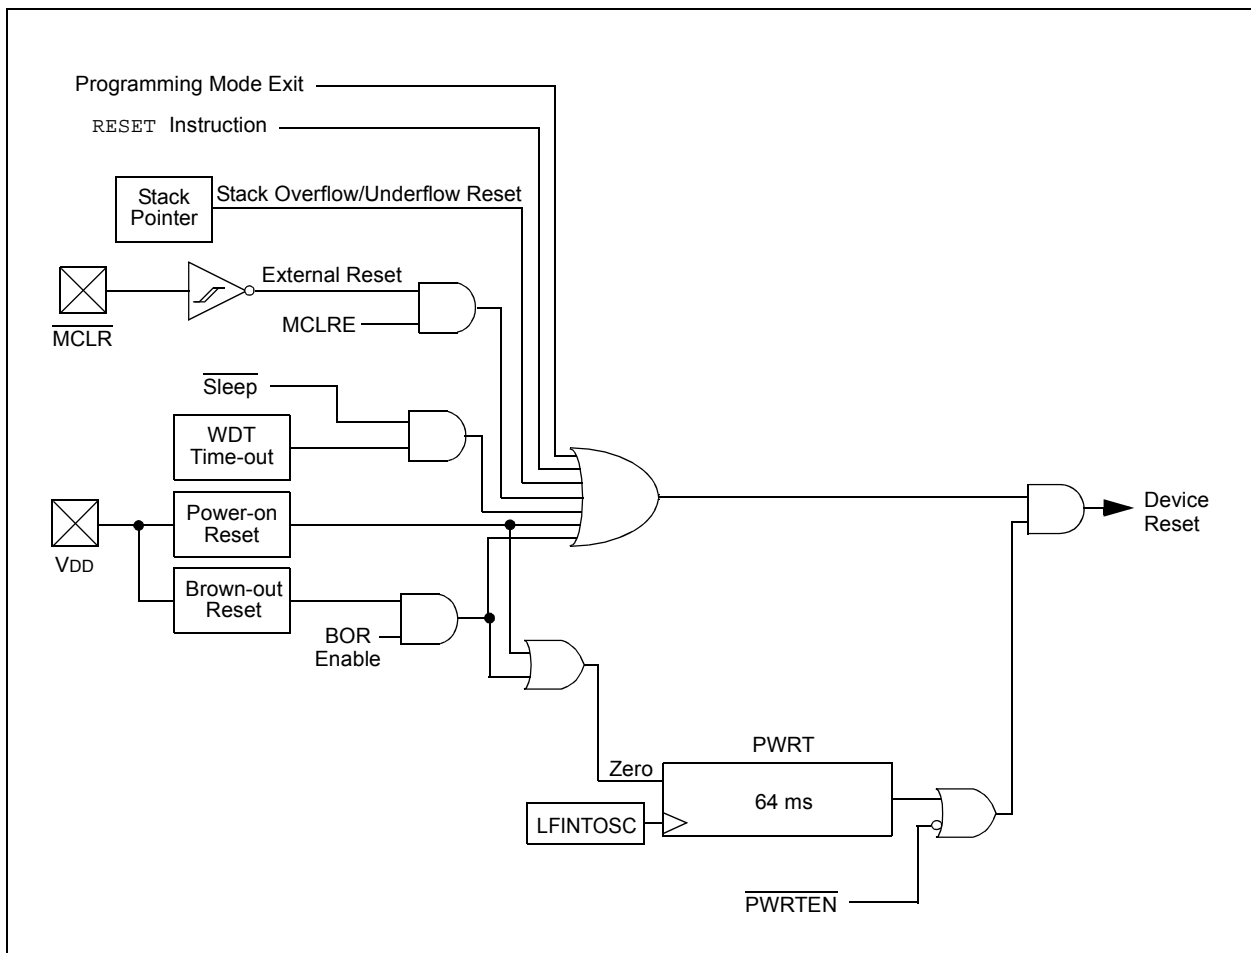 Programming Mode Exit
RESET Instruction
Stack
Pointer
Stack Overflow/Underflow Reset
External Reset
MCLRE
MCLR
Sleep
WDT
Time-out
Power-on
Reset
VDD
Brown-out
Reset
BOR
Enable
Device
Reset
PWRT
Zero
64 ms
LFINTOSC
PWRTEN